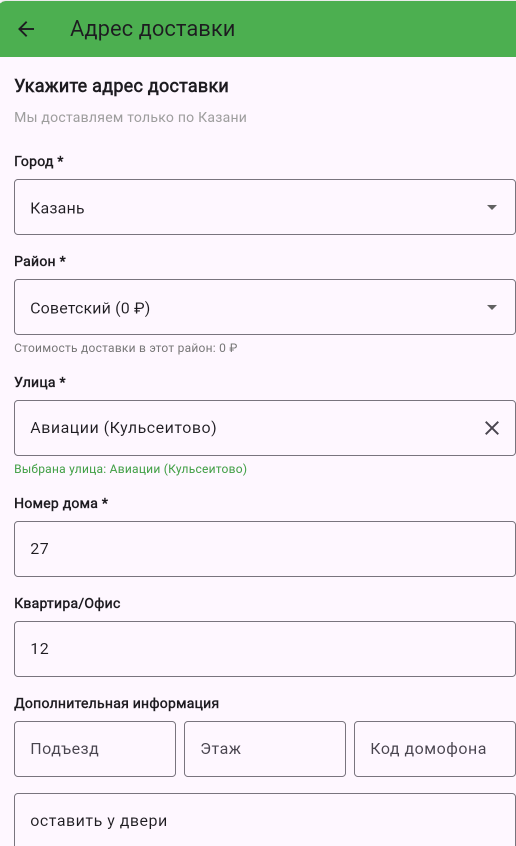 Адрес доставки
Укажите адрес доставки
Мы доставляем только по Казани
Город *
Казань
Район *
Советский (0 ₽)
Стоимость доставки в этот район: 0 ₽
Улица *
Авиации (Кульсеитово)
Выбрана улица: Авиации (Кульсеитово)
Номер дома *
27
Квартира/Офис
12
Дополнительная информация
Подъезд Этаж Код домофона
оставить у двери